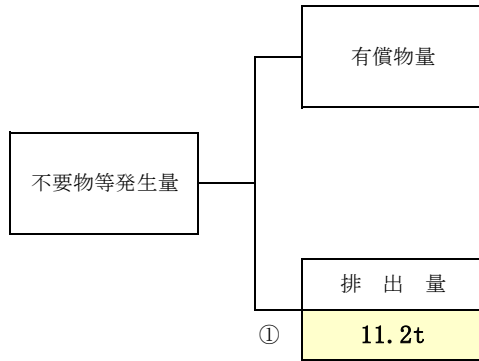 有償物量
不要物等発生量
排 出 量
① 11.2t